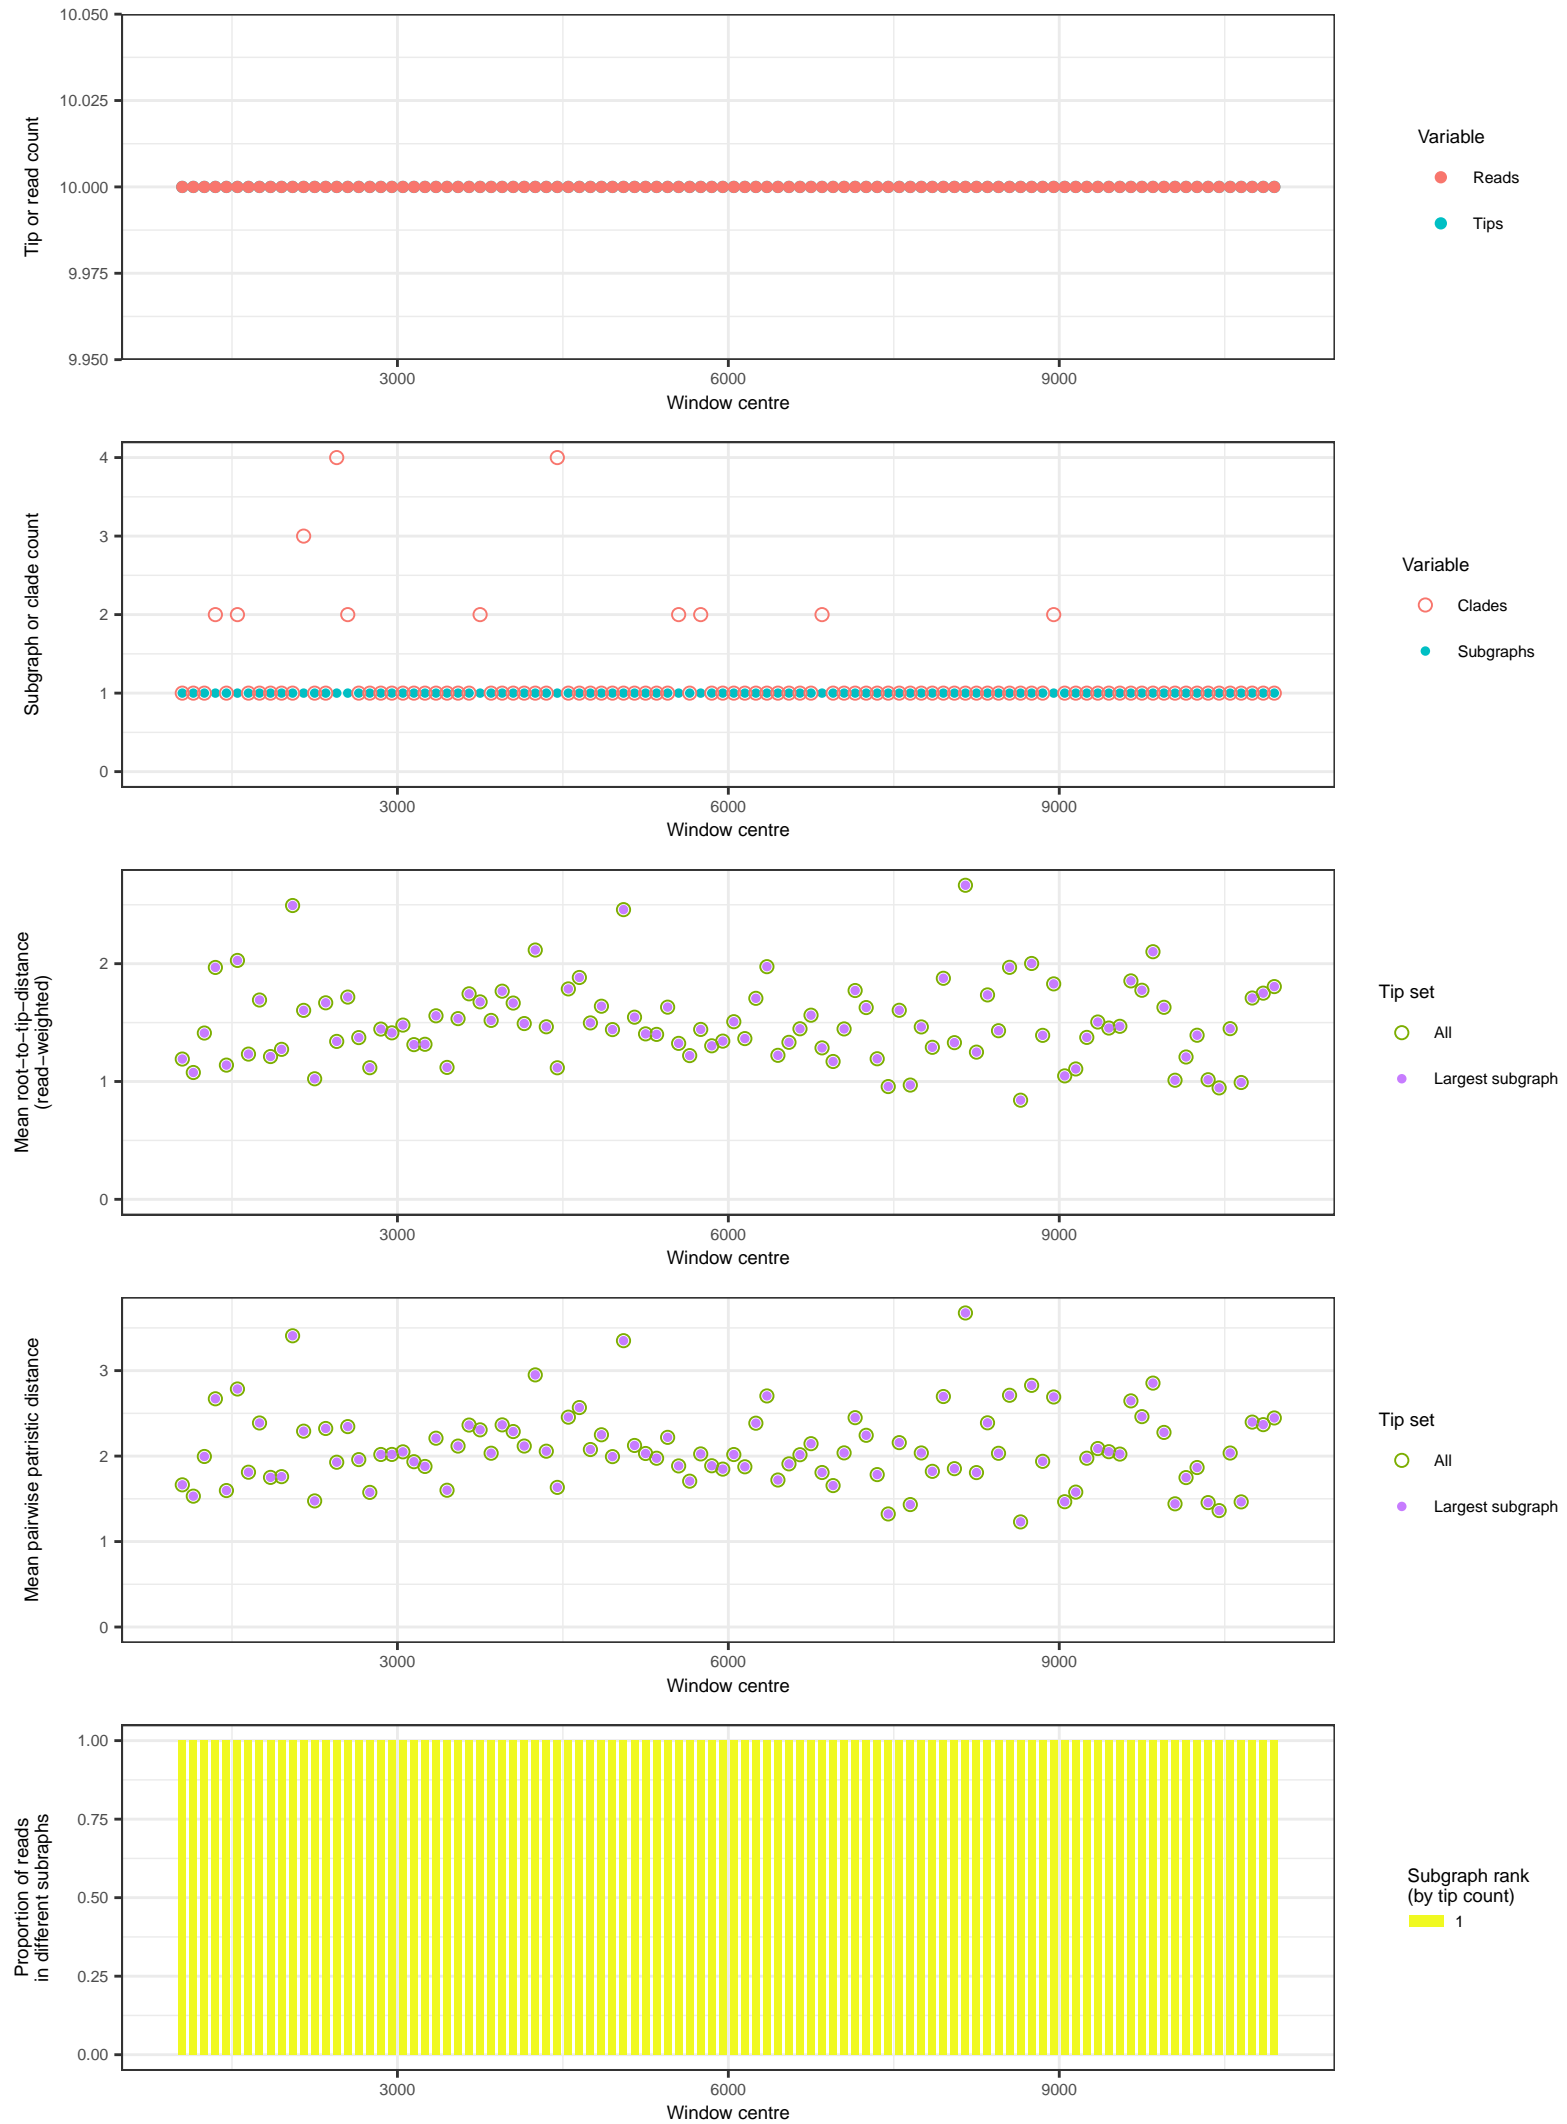 10.050
10.025
10.000
9.975
9.950
Tip or read count
3000 6000 9000
Window centre
Variable
Reads
Tips
4
3
2
1
0
Subgraph or clade count
3000 6000 9000
Window centre
Variable
Clades
Subgraphs
2
1
0
Mean root−to−tip−distance
(read−weighted)
3000 6000 9000
Window centre
Tip set
All
Largest subgraph
3
2
1
0
Mean pairwise patristic distance
3000 6000 9000
Window centre
Tip set
All
Largest subgraph
1.00
0.75
0.50
0.25
0.00
Proportion of reads
in different subraphs
3000 6000 9000
Window centre
Subgraph rank
(by tip count)
1